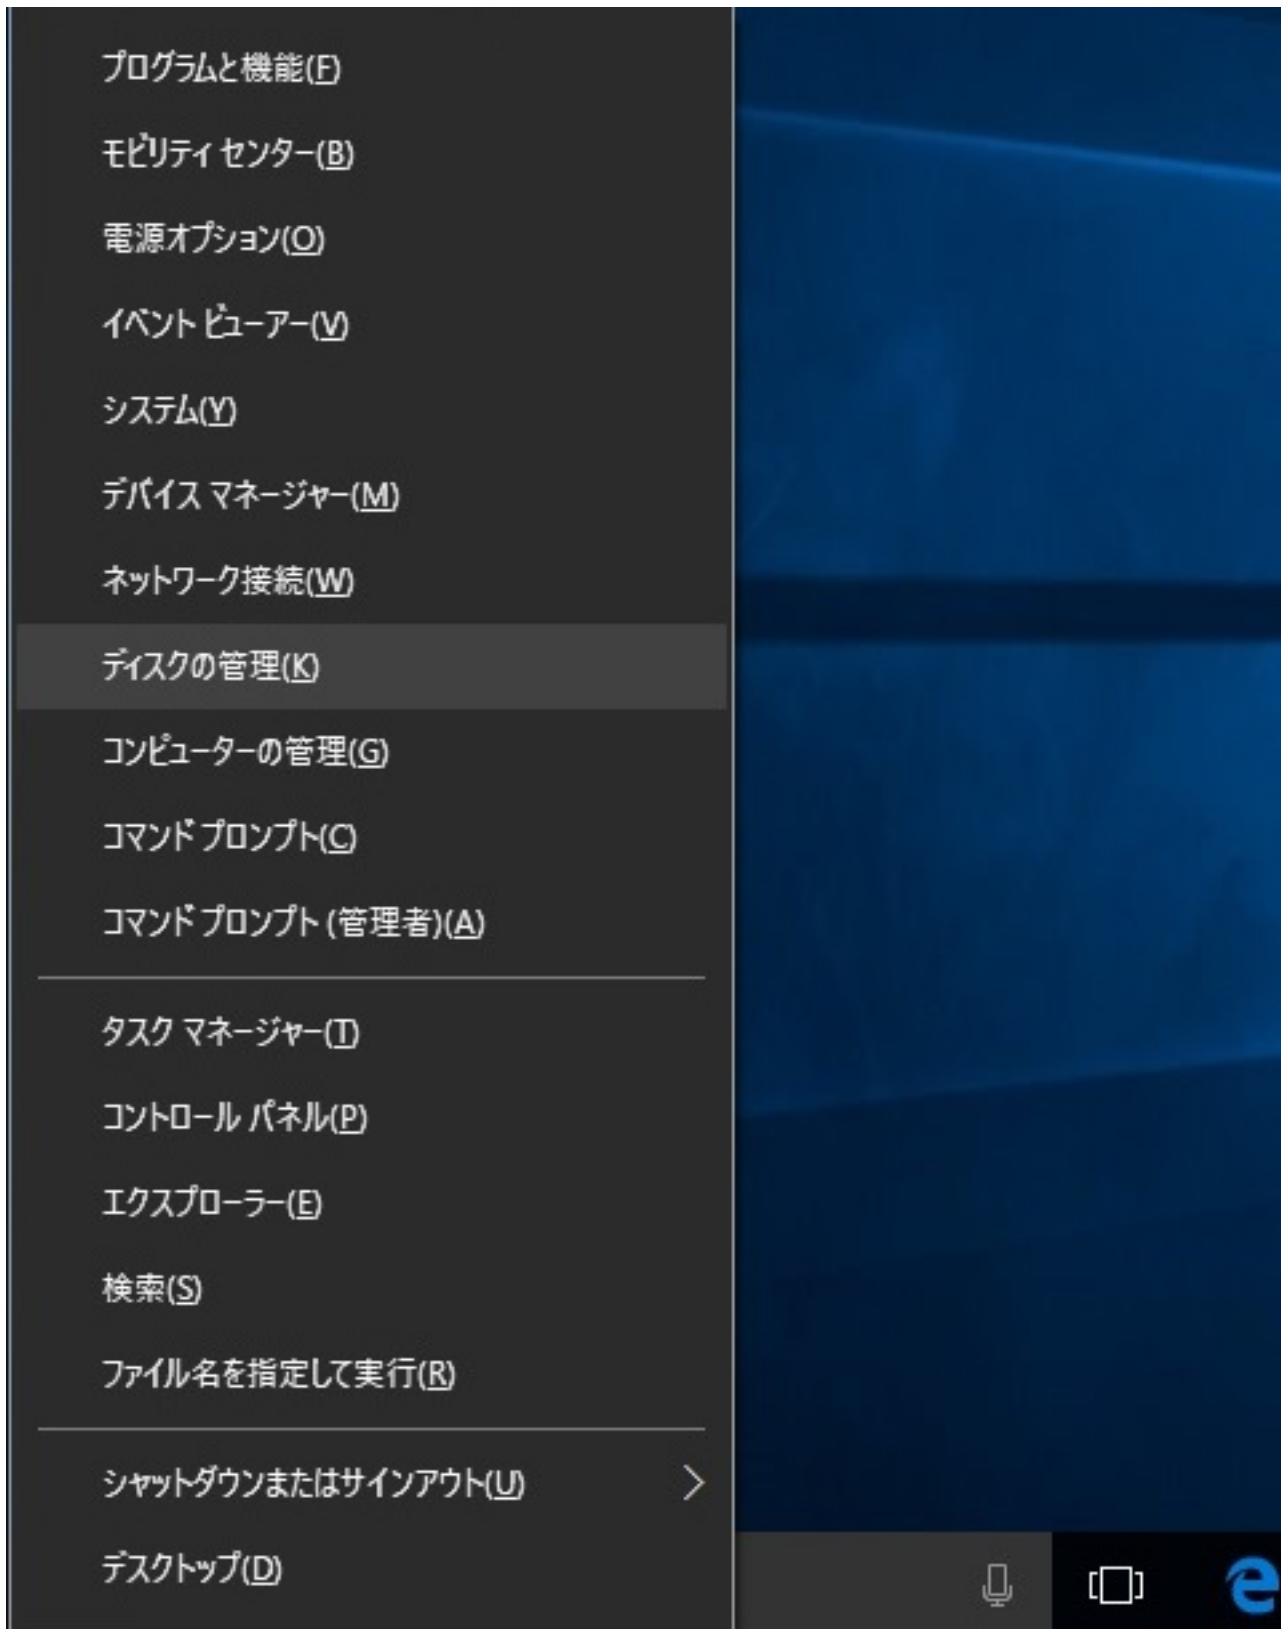 プログラムと機能(F)
モビリティ センター(B)
電源オプション(O)
イベント ビューアー(V)
システム(Y)
デバイス マネージャー(M)
ネットワーク接続(W)
ディスクの管理(K)
コンピューターの管理(G)
コマンド プロンプト(C)
コマンド プロンプト (管理者)(A)
タスク マネージャー(T)
コントロール パネル(P)
エクスプローラー(E)
検索(S)
ファイル名を指定して実行(R)
シャットダウンまたはサインアウト(U)
デスクトップ(D)